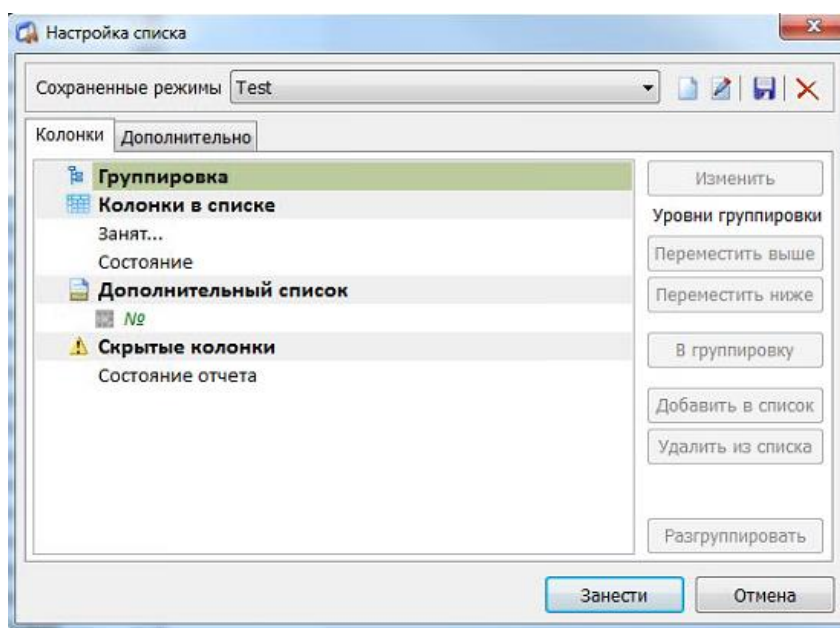 Настройка списка
Сохраненные режимы Test
Колонки Дополнительно
Группировка
Колонки в списке
Занят...
Состояние
Дополнительный список
№
Скрытые колонки
Состояние отчета
Изменить
Уровни группировки
Переместить выше
Переместить ниже
В группировку
Добавить в список
Удалить из списка
Разгруппировать
Занести Отмена